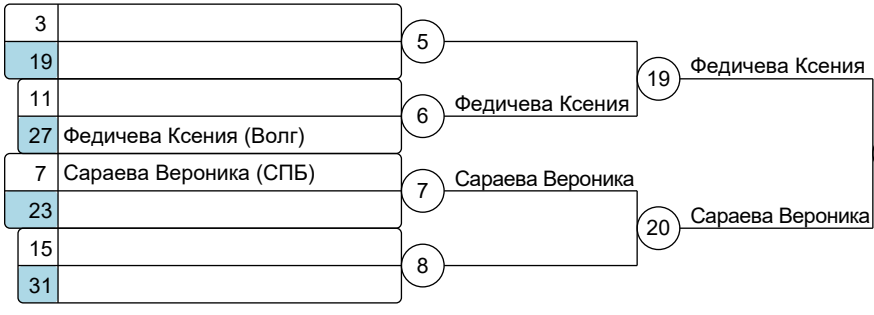 3
5
19
19 Федичева Ксения
11
6 Федичева Ксения
27 Федичева Ксения (Волг)
7 Сараева Вероника (СПБ)
7 Сараева Вероника
23
20 Сараева Вероника
15
8
31